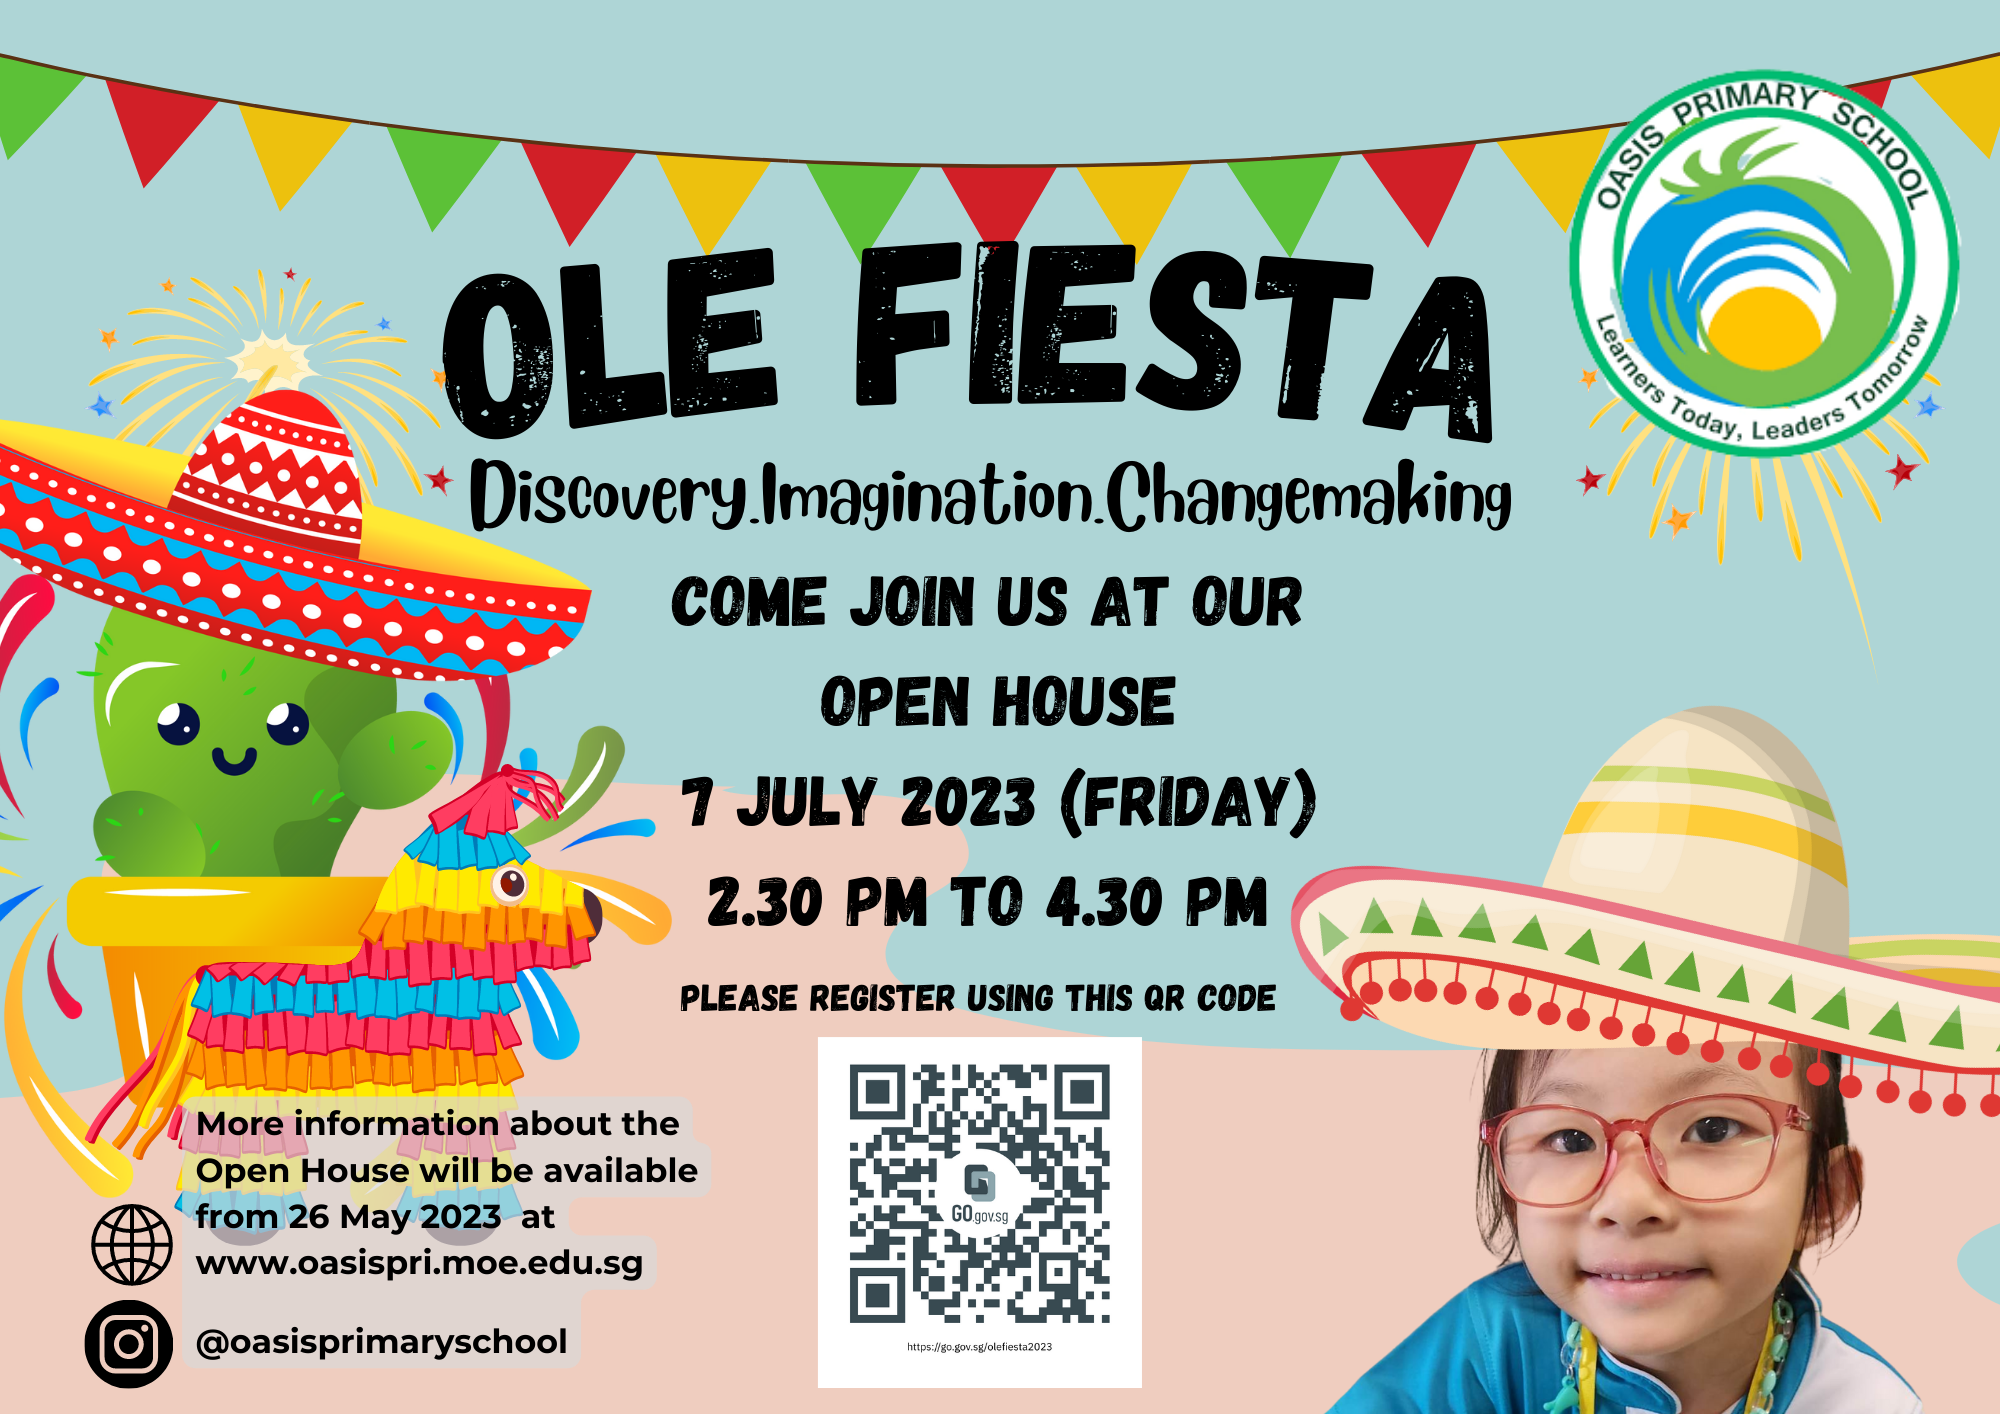 OASIS PRIMARY SCHOOL
Learners Today, Leaders Tomorrow
OLE FIESTA
Discovery.Imagination.Changemaking
COME JOIN US AT OUR
OPEN HOUSE
7 JULY 2023 (FRIDAY)
2.30 PM TO 4.30 PM
PLEASE REGISTER USING THIS QR CODE
GO.gov.sg
https://go.gov.sg/olefiesta2023
More information about the
Open House will be available
from 26 May 2023 at
www.oasispri.moe.edu.sg
@oasisprimaryschool